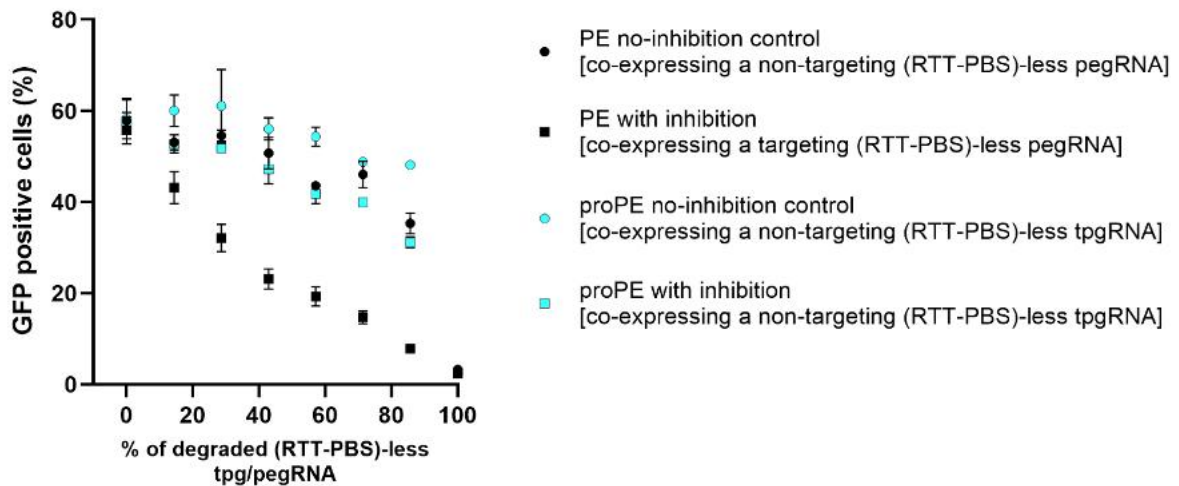 80
60
40
20
0
GFP positive cells (%)
0 20 40 60 80 100
% of degraded (RTT-PBS)-less
tpg/pegRNA
PE no-inhibition control
[co-expressing a non-targeting (RTT-PBS)-less pegRNA]
PE with inhibition
[co-expressing a targeting (RTT-PBS)-less pegRNA]
proPE no-inhibition control
[co-expressing a non-targeting (RTT-PBS)-less tpgRNA]
proPE with inhibition
[co-expressing a non-targeting (RTT-PBS)-less tpgRNA]